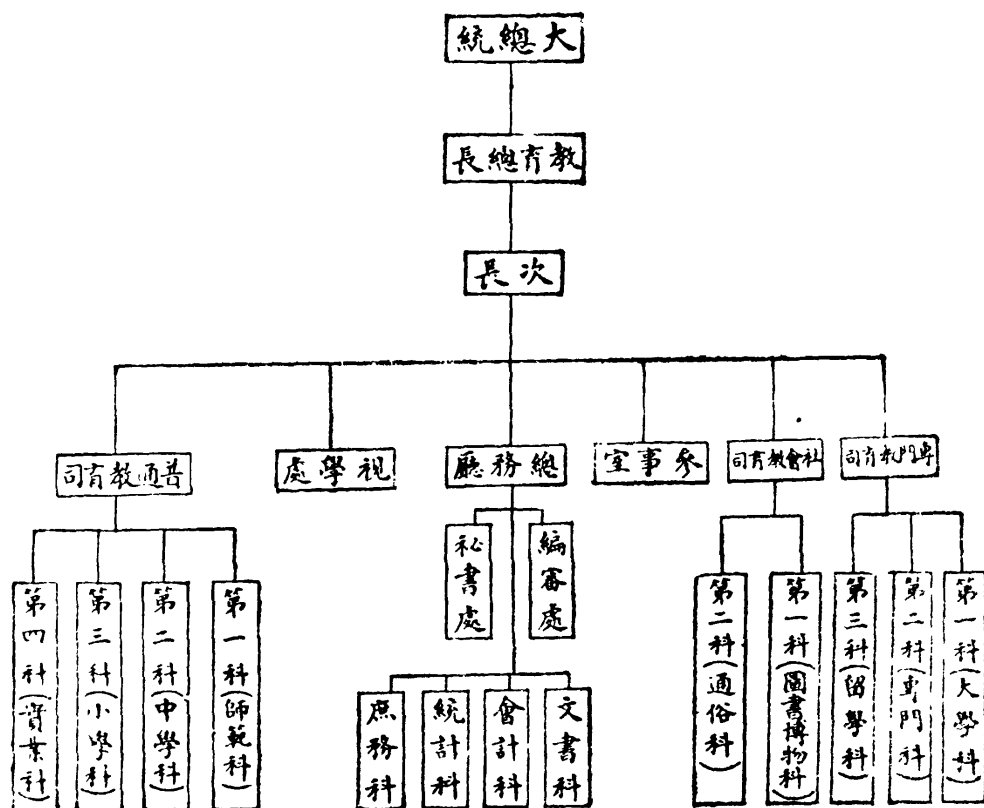 大總統
教育總長
次長
專門教育司
社會教育司
參事室
總務廳
視學處
普通教育司
編審處
祕書處
第一科(大學科)
第二科(專門科)
第三科(留學科)
第一科(圖書博物科)
第二科(通俗科)
文書科
會計科
統計科
庶務科
第一科(師範科)
第二科(中學科)
第三科(小學科)
第四科(實業科)